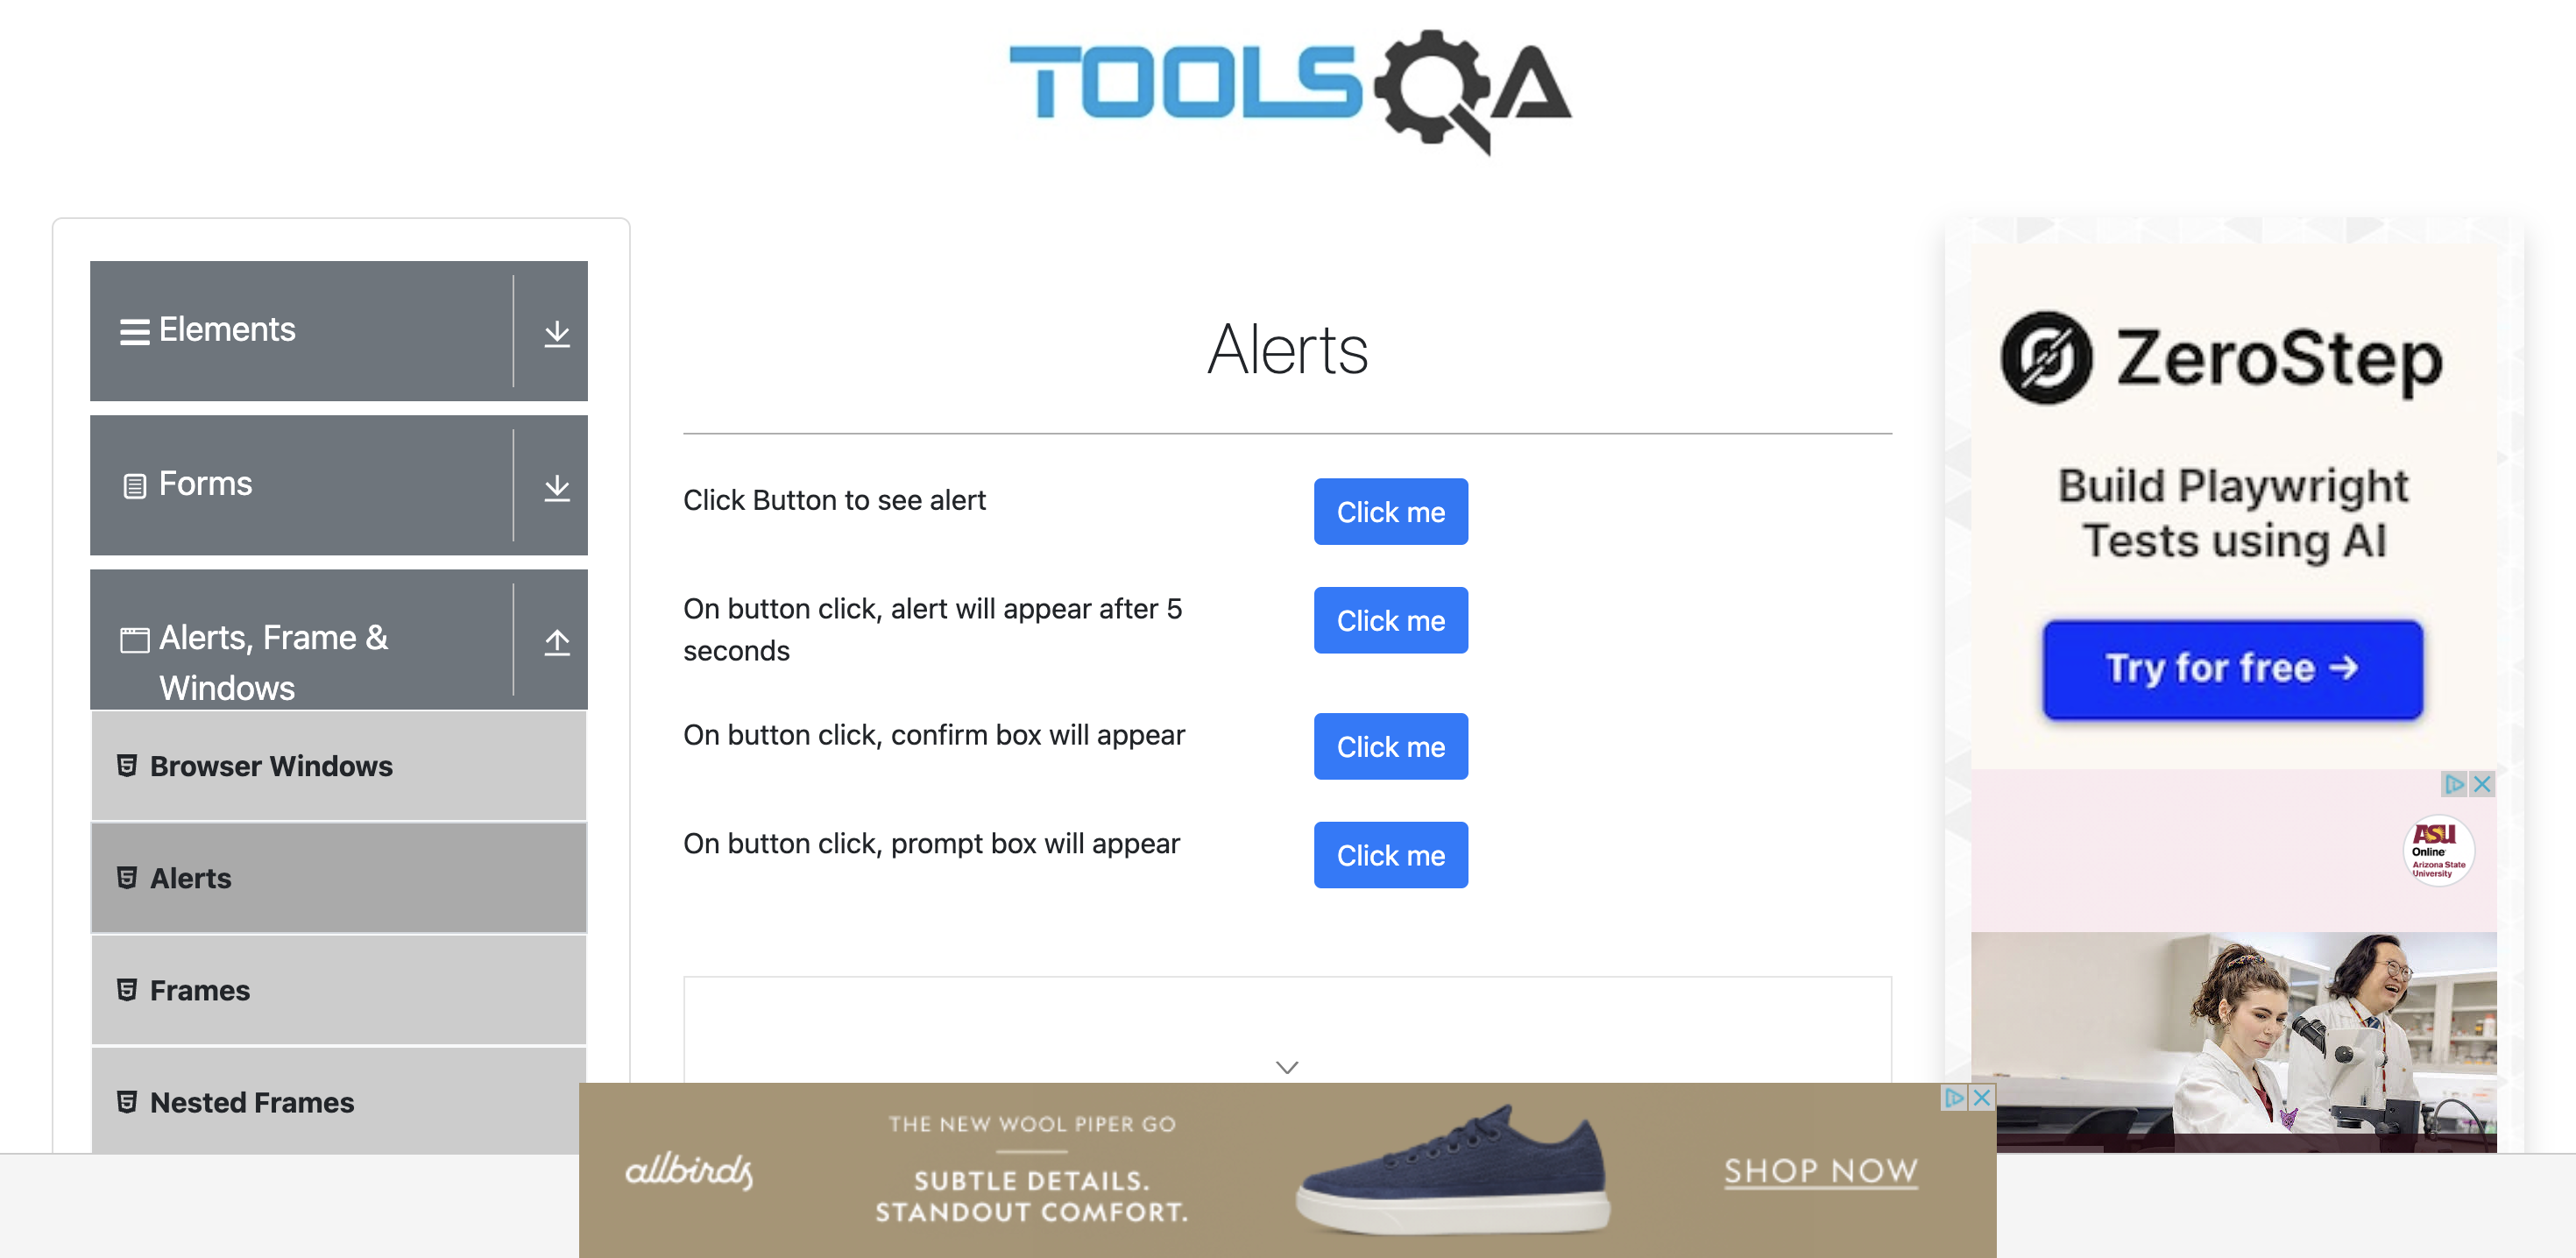 TOOLSQA
Elements
Forms
Alerts, Frame &
Windows
Browser Windows
Alerts
Frames
Nested Frames
Alerts
Click Button to see alert
Click me
On button click, alert will appear after 5
seconds
Click me
On button click, confirm box will appear
Click me
On button click, prompt box will appear
Click me
ZeroStep
Build Playwright
Tests using AI
Try for free →
ASU
Online
Arizona State
University
allbirds
THE NEW WOOL PIPER GO
SUBTLE DETAILS.
STANDOUT COMFORT.
SHOP NOW